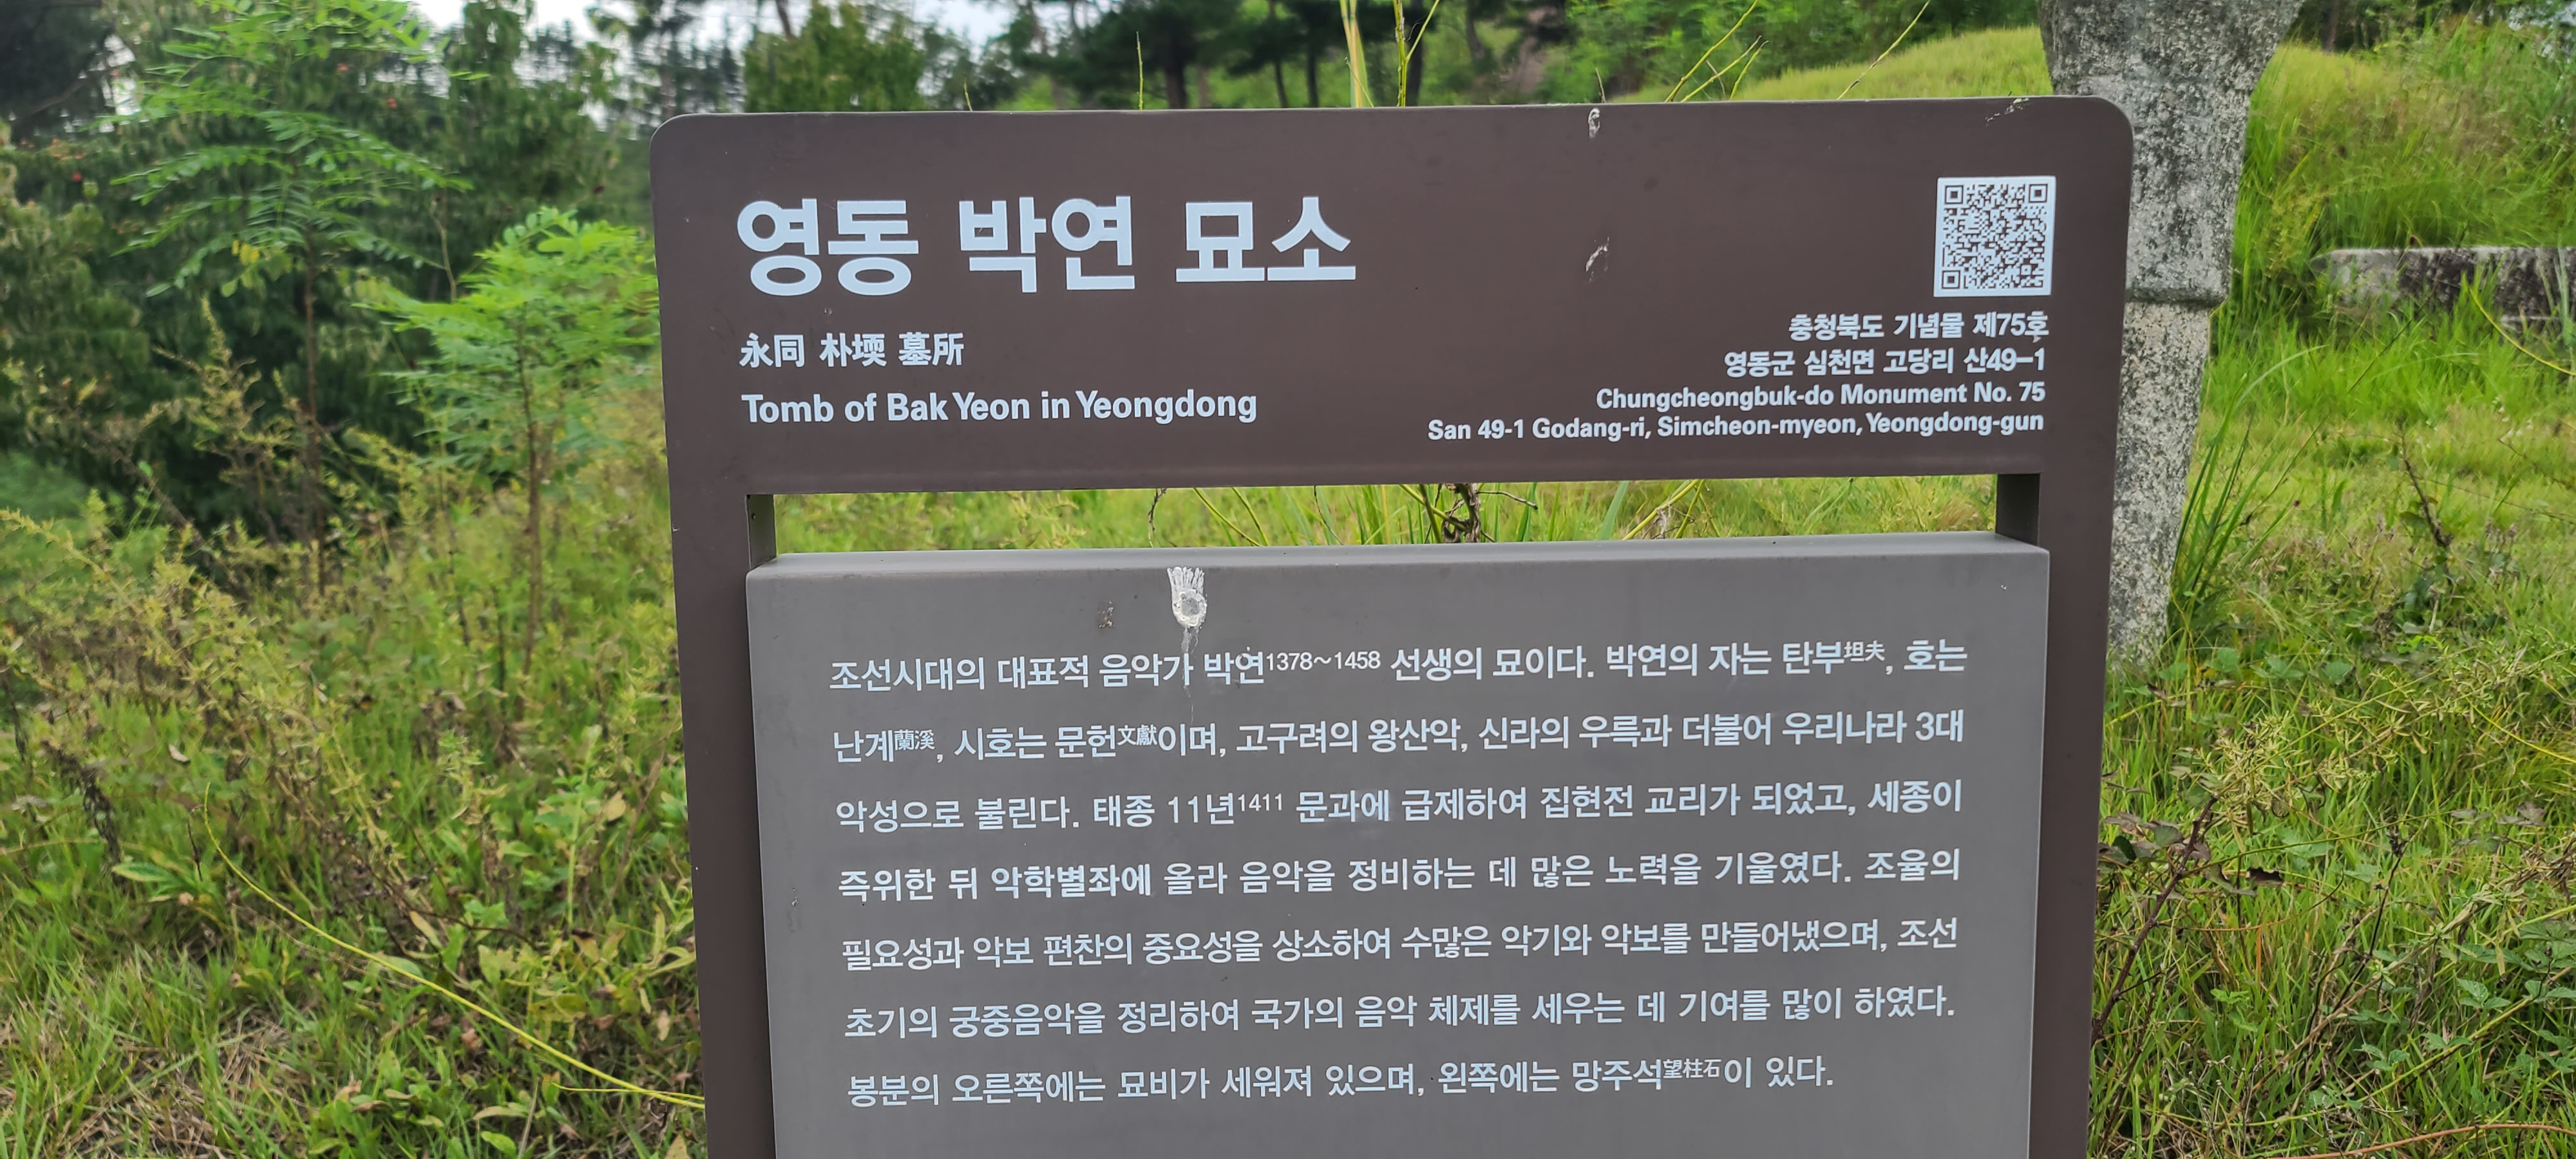 영동 박연 묘소
永同 朴堧 墓所
Tomb of Bak Yeon in Yeongdong
충청북도 기념물 제75호
영동군 심천면 고당리 산49-1
Chungcheongbuk-do Monument No. 75
San 49-1 Godang-ri, Simcheon-myeon, Yeongdong-gun
조선시대의 대표적 음악가 박연1378~1458 선생의 묘이다. 박연의 자는 탄부坦夫, 호는
난계蘭溪, 시호는 문헌文獻이며, 고구려의 왕산악, 신라의 우륵과 더불어 우리나라 3대
악성으로 불린다. 태종 11년1411 문과에 급제하여 집현전 교리가 되었고, 세종이
즉위한 뒤 악학별좌에 올라 음악을 정비하는 데 많은 노력을 기울였다. 조율의
필요성과 악보 편찬의 중요성을 상소하여 수많은 악기와 악보를 만들어냈으며, 조선
초기의 궁중음악을 정리하여 국가의 음악 체제를 세우는 데 기여를 많이 하였다.
봉분의 오른쪽에는 묘비가 세워져 있으며, 왼쪽에는 망주석望柱石이 있다.